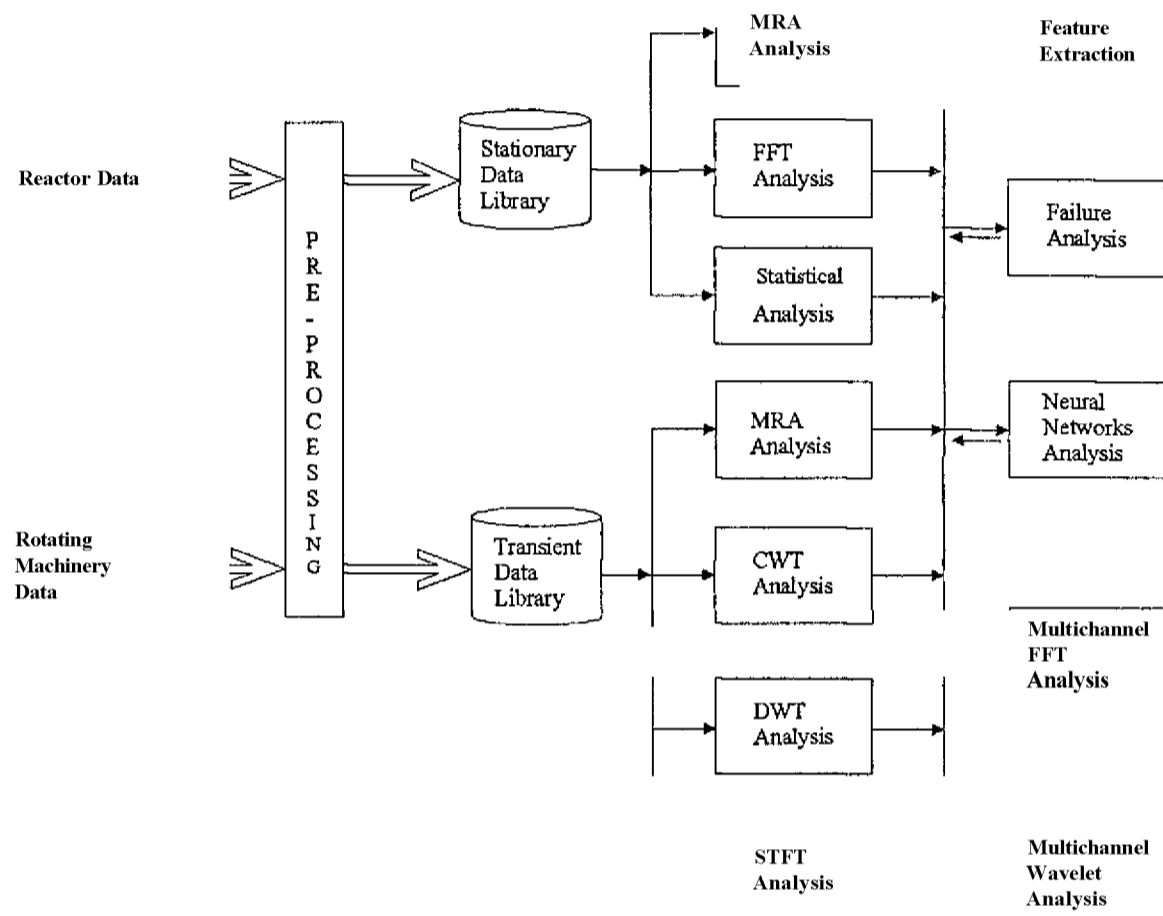 MRA
Analysis
Feature
Extraction
Reactor Data
PRE-PROCESSING
Stationary
Data
Library
FFT
Analysis
Failure
Analysis
Statistical
Analysis
MRA
Analysis
Neural
Networks
Analysis
Rotating
Machinery
Data
Transient
Data
Library
CWT
Analysis
Multichannel
FFT
Analysis
DWT
Analysis
STFT
Analysis
Multichannel
Wavelet
Analysis